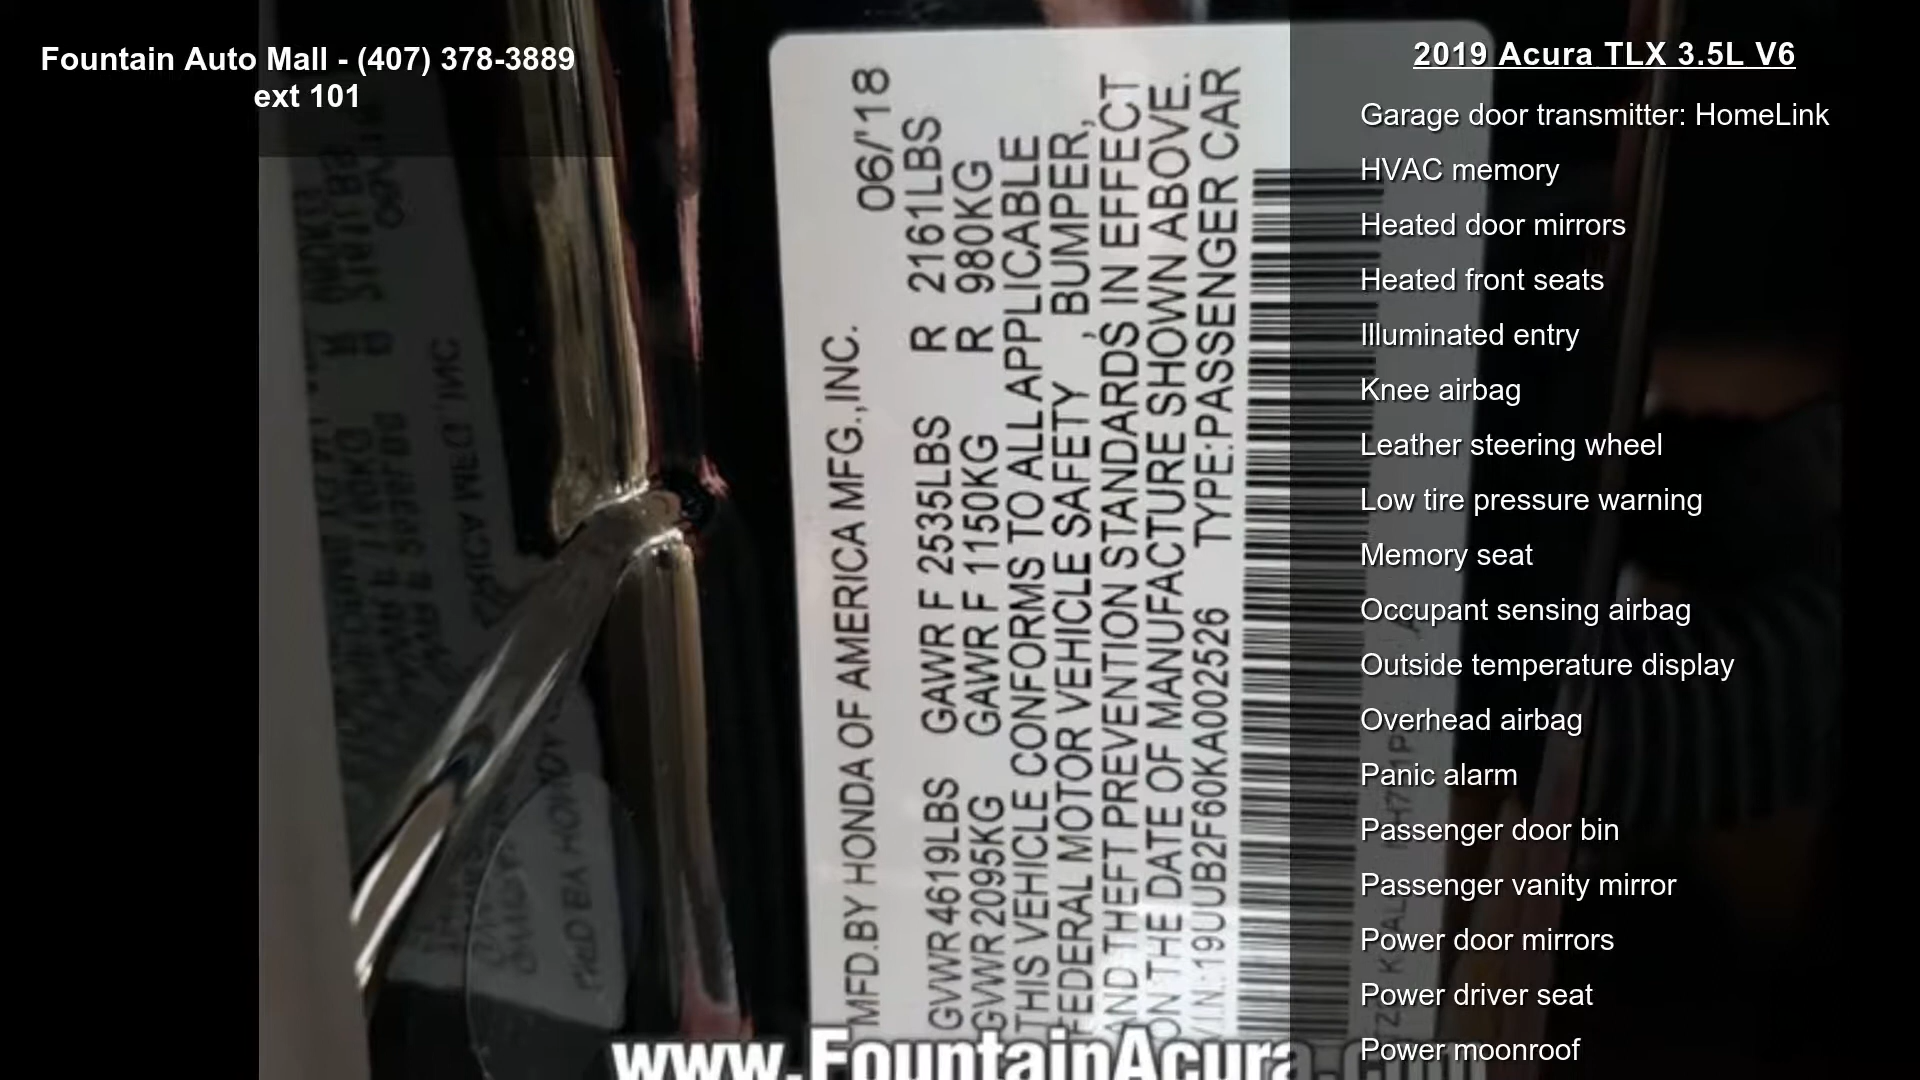 Fountain Auto Mall - (407) 378-3889
ext 101
MFD.BY HONDA OF AMERICA MFG.,INC. 06/'18
GVWR4619LBS GAWR F 2535LBS R 2161LBS
GVWR2095KG GAWR F 1150KG R 980KG
THIS VEHICLE CONFORMS TO ALL APPLICABLE
FEDERAL MOTOR VEHICLE SAFETY , BUMPER,
AND THEFT PREVENTION STANDARDS IN EFFECT
ON THE DATE OF MANUFACTURE SHOWN ABOVE.
V.I.N.:19UUB2F60KA002526 TYPE:PASSENGER CAR
www.FountainAcura.com
2019 Acura TLX 3.5L V6
Garage door transmitter: HomeLink
HVAC memory
Heated door mirrors
Heated front seats
Illuminated entry
Knee airbag
Leather steering wheel
Low tire pressure warning
Memory seat
Occupant sensing airbag
Outside temperature display
Overhead airbag
Panic alarm
Passenger door bin
Passenger vanity mirror
Power door mirrors
Power driver seat
Power moonroof